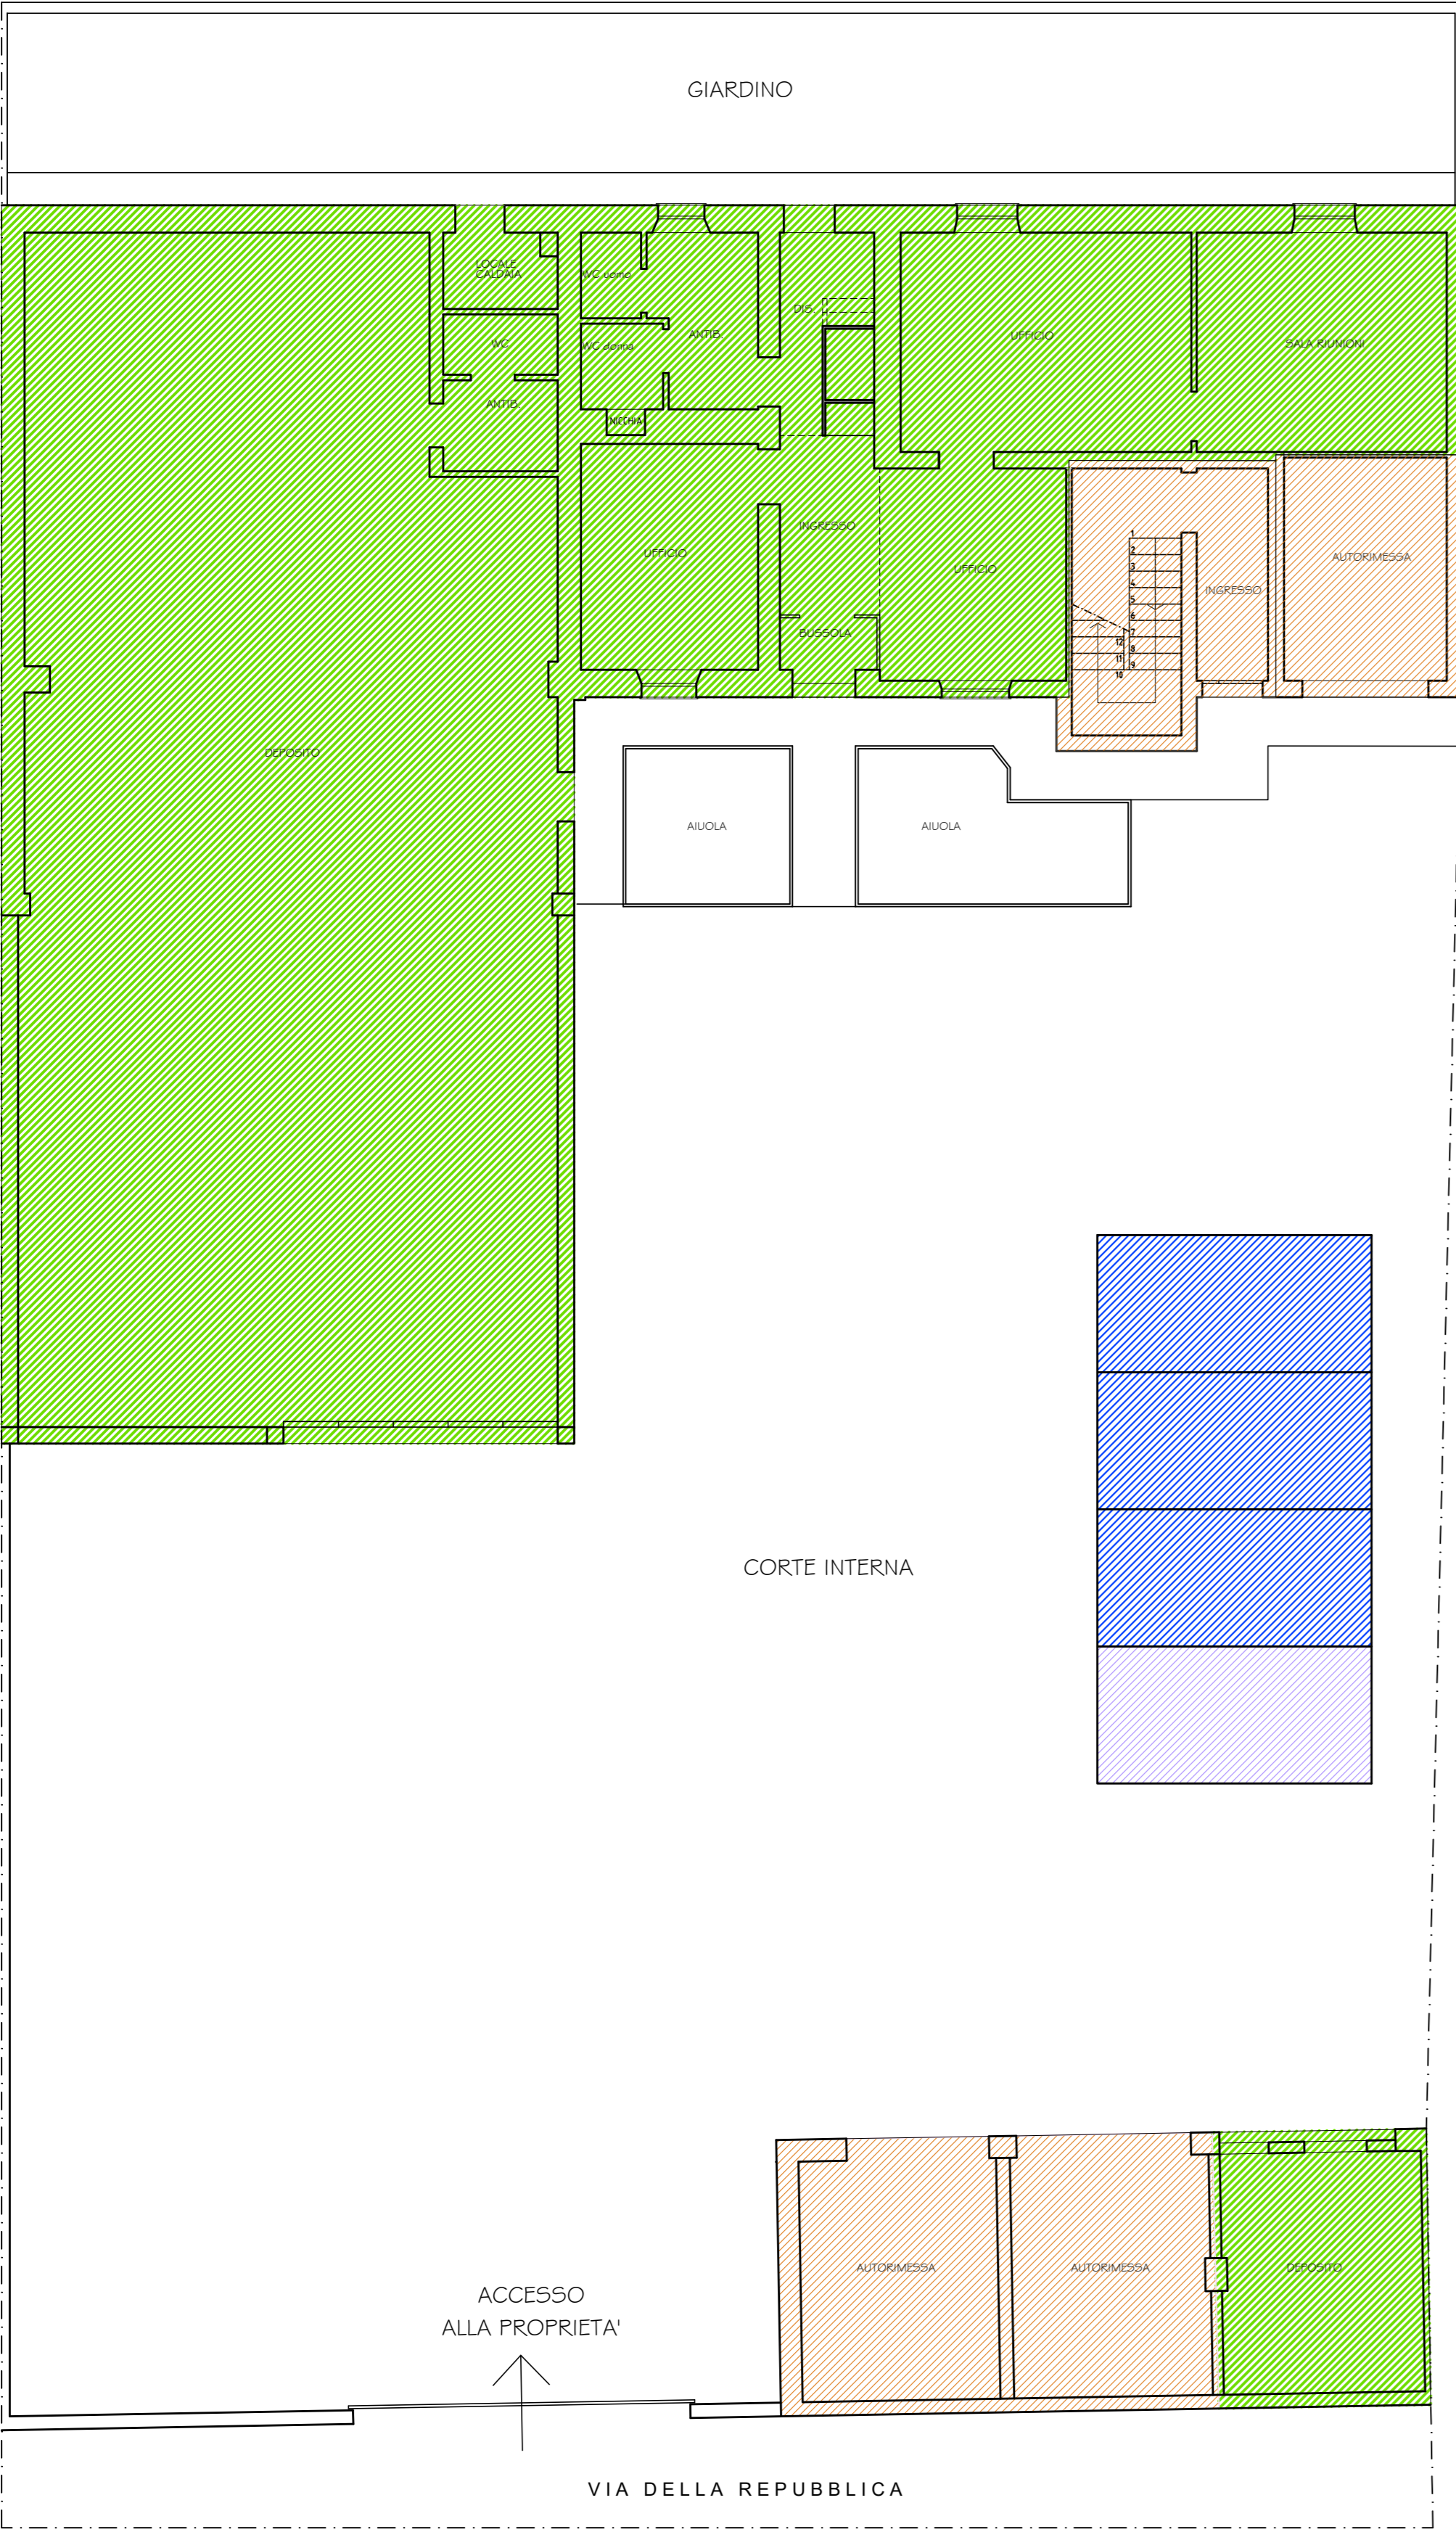 GIARDINO
LOCALE
CALDAIA
WC uomo
DIS.
ANTIB.
UFFICIO
SALA RIUNIONI
WC
WC donna
ANTIB.
NICCHIA
INGRESSO
UFFICIO
UFFICIO
AUTORIMESSA
1
2
3
4
5
6
7
8
9
10
11
12
INGRESSO
BUSSOLA
DEPOSITO
AIUOLA
AIUOLA
CORTE INTERNA
AUTORIMESSA
AUTORIMESSA
DEPOSITO
ACCESSO
ALLA PROPRIETA'
VIA DELLA REPUBBLICA